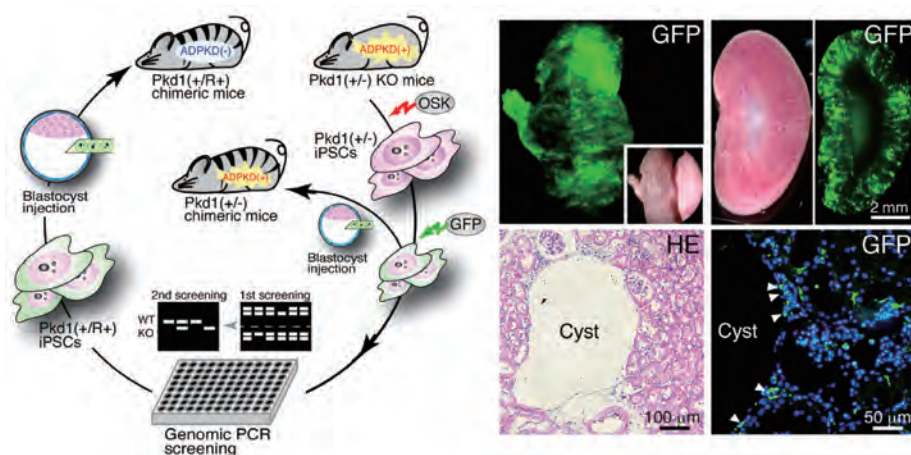 ADPKD(-)
Pkd1(+/R+)
chimeric mice
ADPKD(+)
Pkd1(+/-) KO mice
OSK
Pkd1(+/-)
iPSCs
Blastocyst
injection
ADPKD(+)
Pkd1(+/-)
chimeric mice
GFP
Blastocyst
injection
Pkd1(+/R+)
iPSCs
2nd screening
1st screening
WT
KO
Genomic PCR
screening
GFP
2 mm
HE
Cyst
100 μm
GFP
Cyst
50 μm